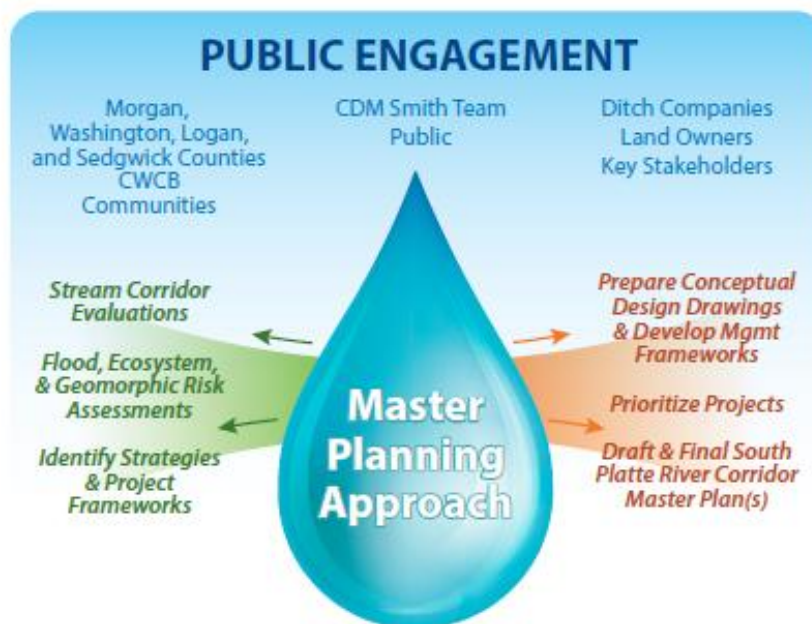 PUBLIC ENGAGEMENT
Morgan,
Washington, Logan,
and Sedgwick Counties
CWCB
Communities
CDM Smith Team
Public
Ditch Companies
Land Owners
Key Stakeholders
Stream Corridor
Evaluations
Flood, Ecosystem,
& Geomorphic Risk
Assessments
Identify Strategies
& Project
Frameworks
Master
Planning
Approach
Prepare Conceptual
Design Drawings
& Develop Mgmt
Frameworks
Prioritize Projects
Draft & Final South
Platte River Corridor
Master Plan(s)